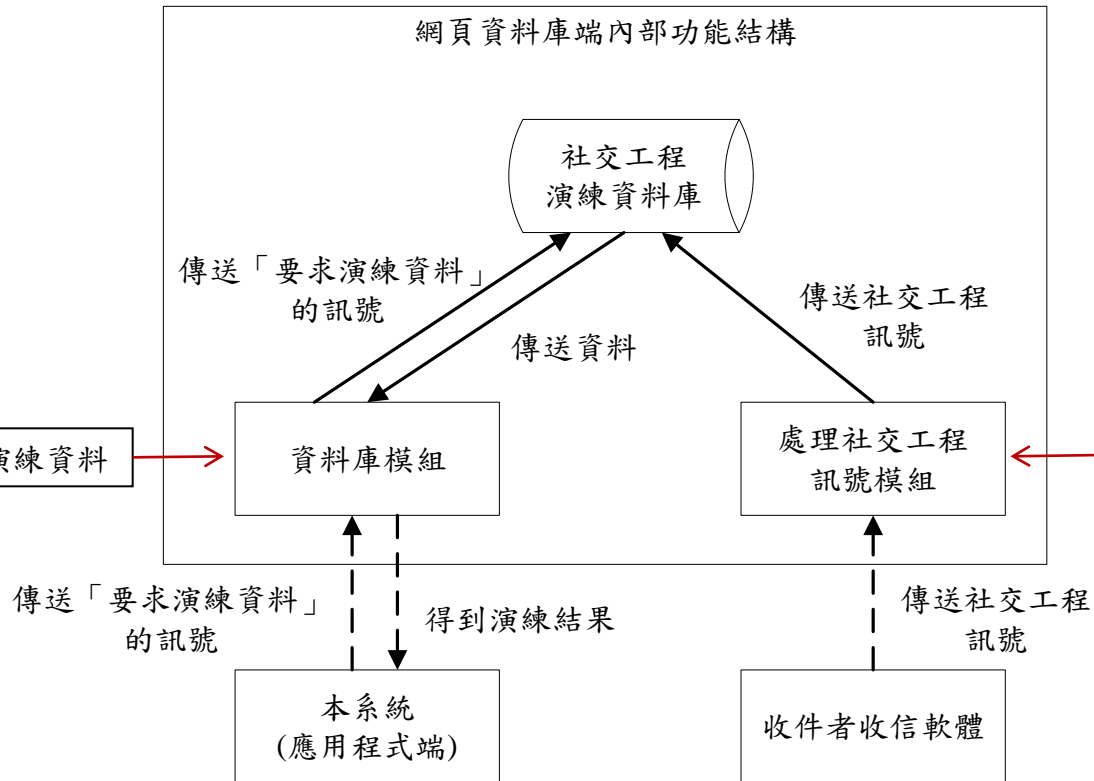 網頁資料庫端內部功能結構
社交工程
演練資料庫
傳送「要求演練資料」
的訊號
傳送資料
傳送社交工程
訊號
演練資料
資料庫模組
處理社交工程
訊號模組
傳送「要求演練資料」
的訊號
得到演練結果
傳送社交工程
訊號
本系統
(應用程式端)
收件者收信軟體